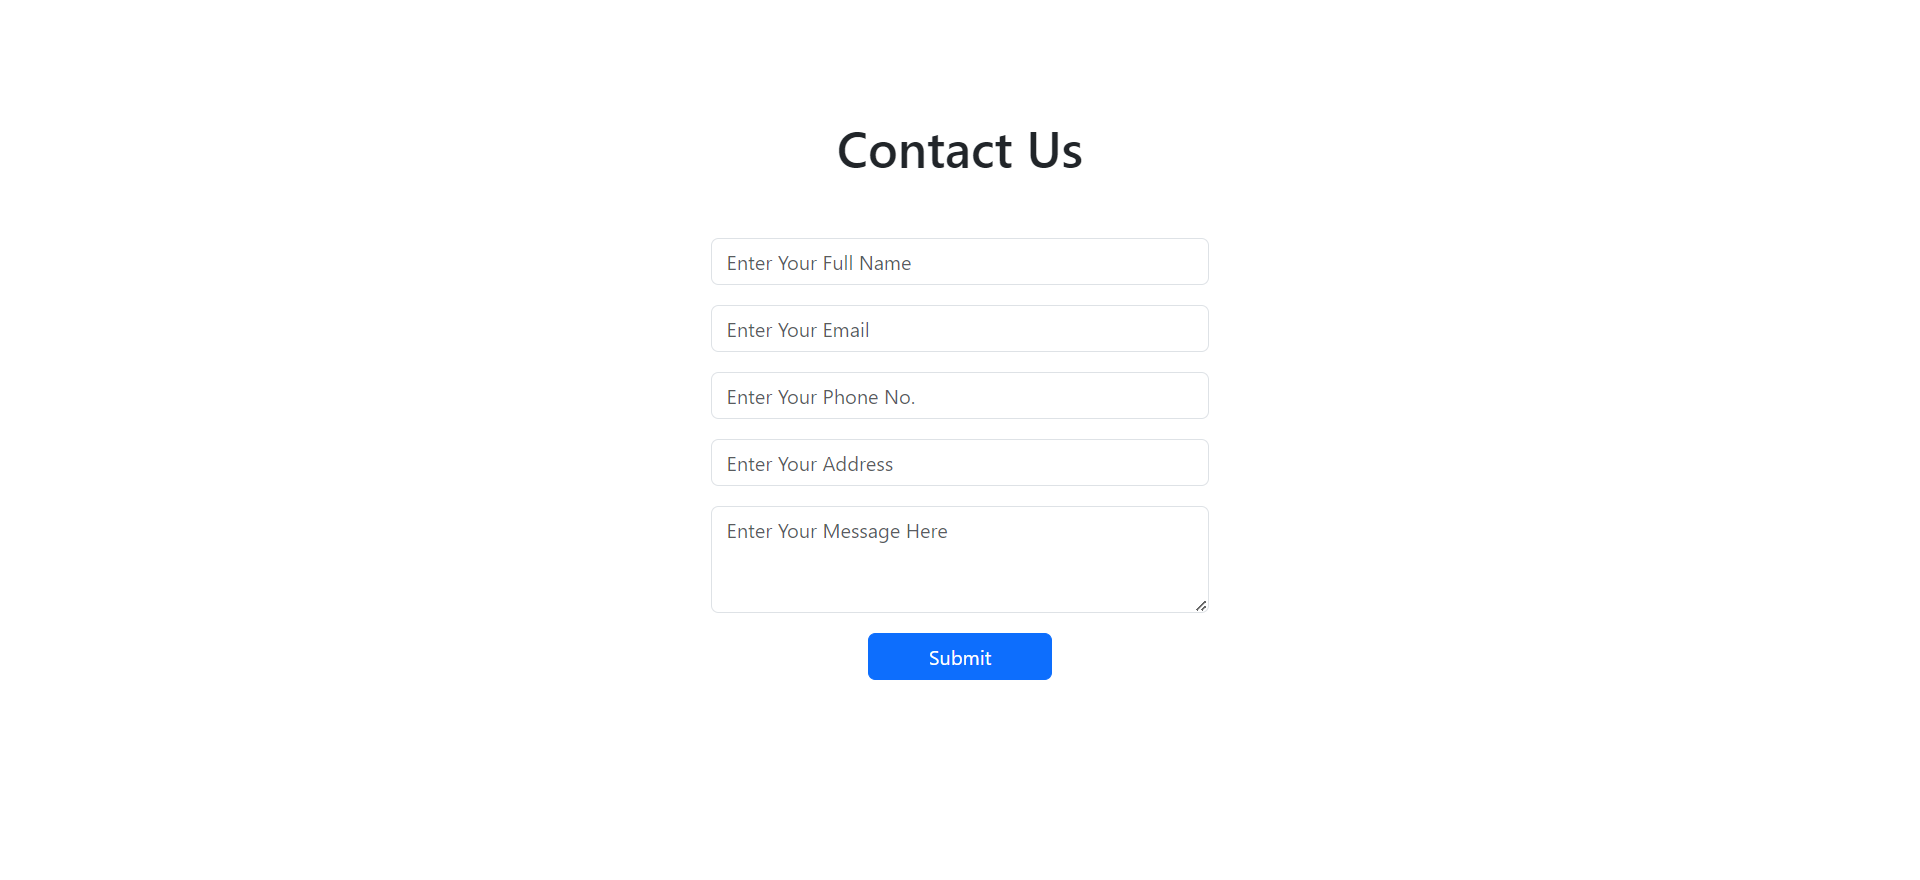 Contact Us
Enter Your Full Name
Enter Your Email
Enter Your Phone No.
Enter Your Address
Enter Your Message Here
Submit